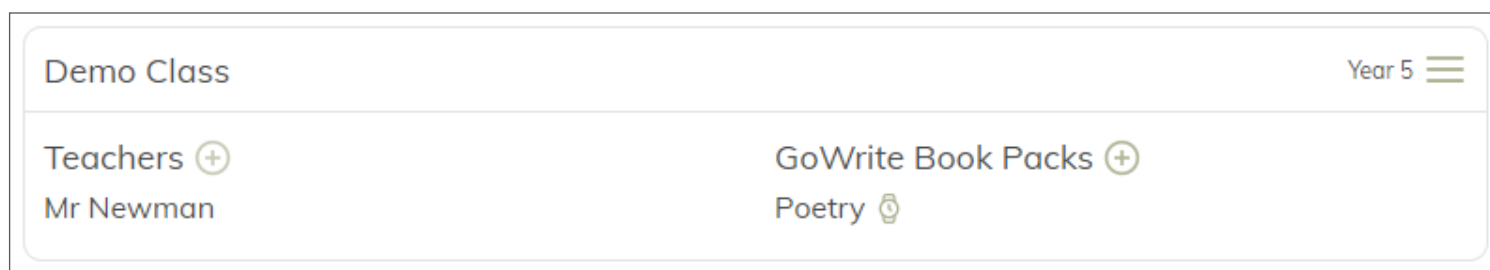 Demo Class
Year 5
Teachers
GoWrite Book Packs
Mr Newman
Poetry